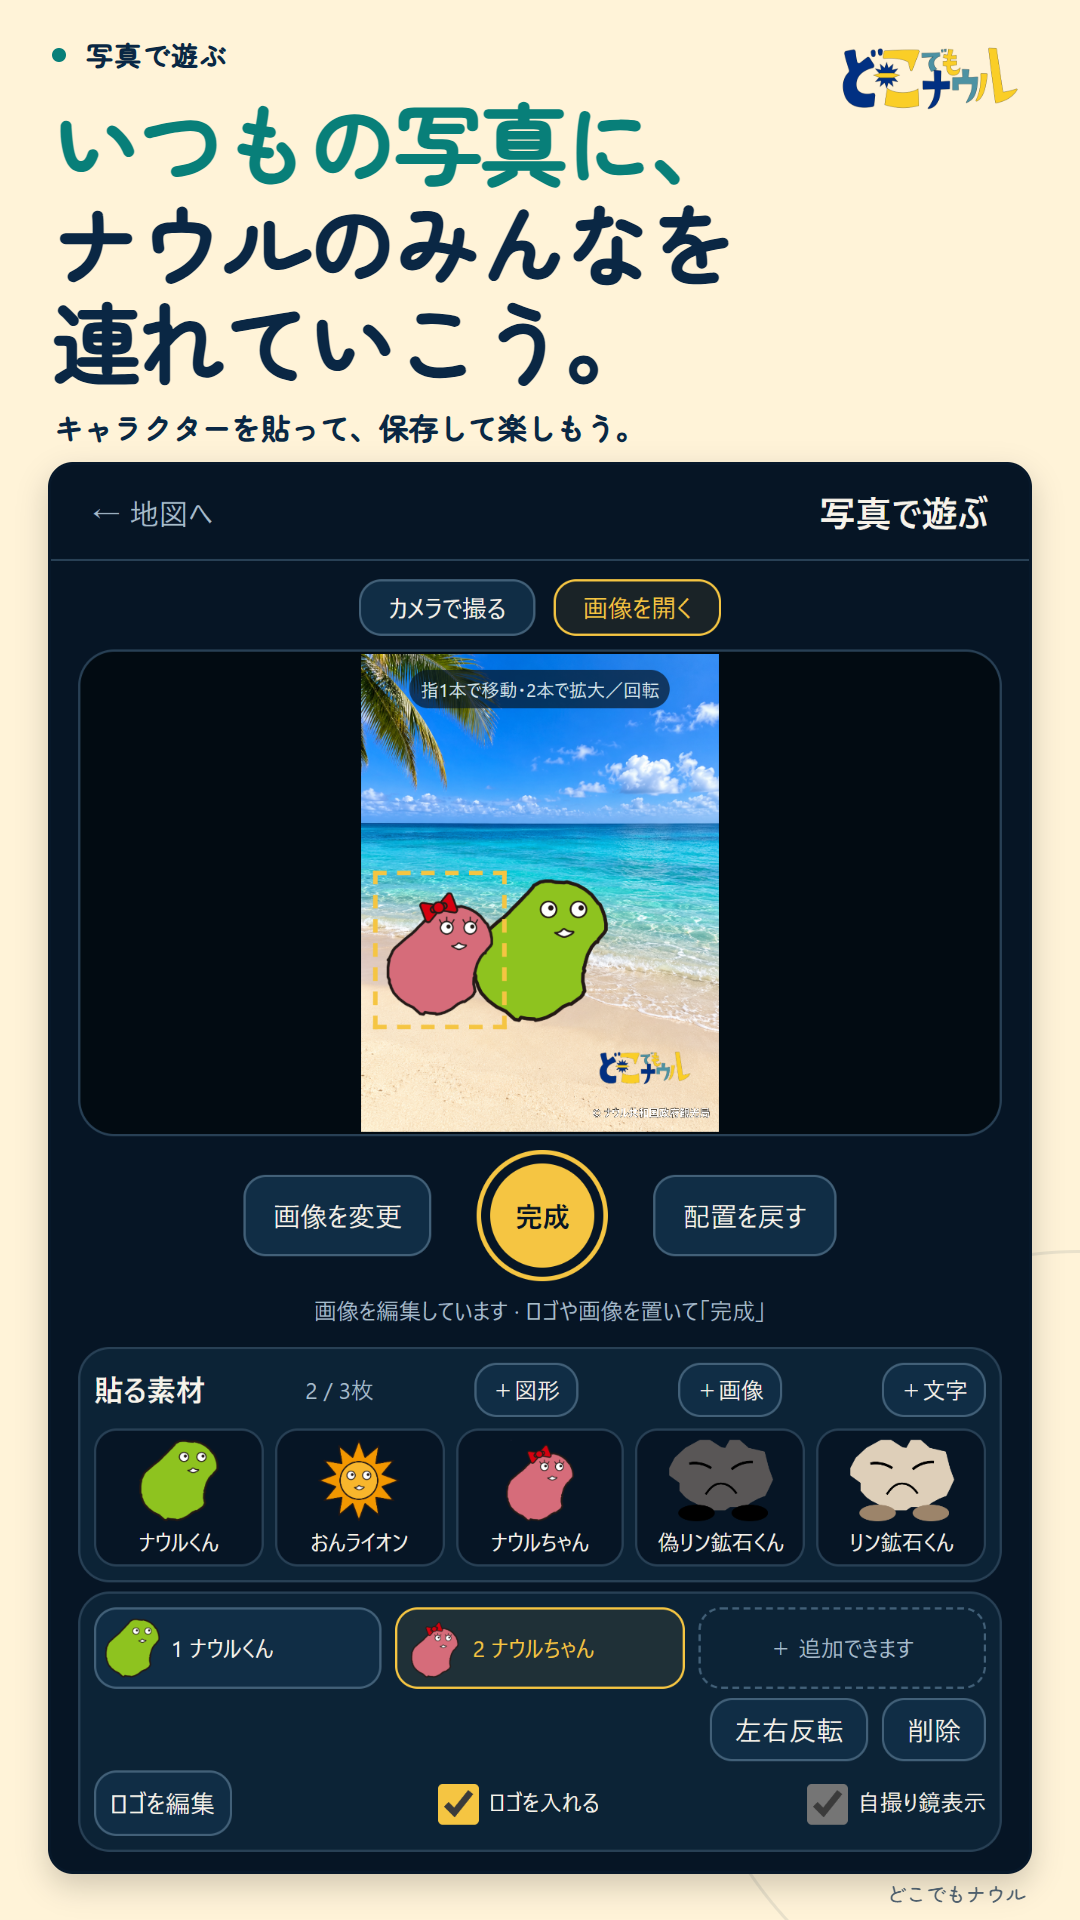 写真で遊ぶ
どこでもナウル
いつもの写真に、
ナウルのみんなを
連れていこう。
キャラクターを貼って、保存して楽しもう。
← 地図へ
写真で遊ぶ
カメラで撮る
画像を開く
指1本で移動・2本で拡大／回転
どこでもナウル
© ナウル共和国政府観光局
画像を変更
完成
配置を戻す
画像を編集しています · ロゴや画像を置いて「完成」
貼る素材
2 / 3枚
＋図形
＋画像
＋文字
ナウルくん
おんライオン
ナウルちゃん
偽リン鉱石くん
リン鉱石くん
1 ナウルくん
2 ナウルちゃん
＋ 追加できます
左右反転
削除
ロゴを編集
ロゴを入れる
自撮り鏡表示
どこでもナウル